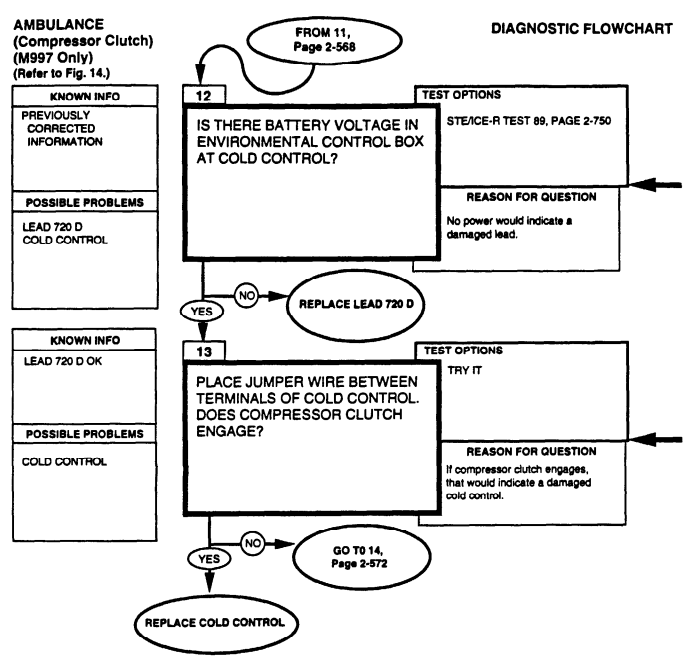 AMBULANCE
(Compressor Clutch)
(M997 Only)
(Refer to Fig. 14.)
FROM 11,
Page 2-568
DIAGNOSTIC FLOWCHART
KNOWN INFO
PREVIOUSLY
CORRECTED
INFORMATION
POSSIBLE PROBLEMS
LEAD 720 D
COLD CONTROL
12
IS THERE BATTERY VOLTAGE IN
ENVIRONMENTAL CONTROL BOX
AT COLD CONTROL?
TEST OPTIONS
STE/ICE-R TEST 89, PAGE 2-750
REASON FOR QUESTION
No power would indicate a
damaged lead.
NO
REPLACE LEAD 720 D
YES
KNOWN INFO
LEAD 720 D OK
POSSIBLE PROBLEMS
COLD CONTROL
13
PLACE JUMPER WIRE BETWEEN
TERMINALS OF COLD CONTROL.
DOES COMPRESSOR CLUTCH
ENGAGE?
TEST OPTIONS
TRY IT
REASON FOR QUESTION
If compressor clutch engages,
that would indicate a damaged
cold control.
NO
GO T0 14,
Page 2-572
YES
REPLACE COLD CONTROL